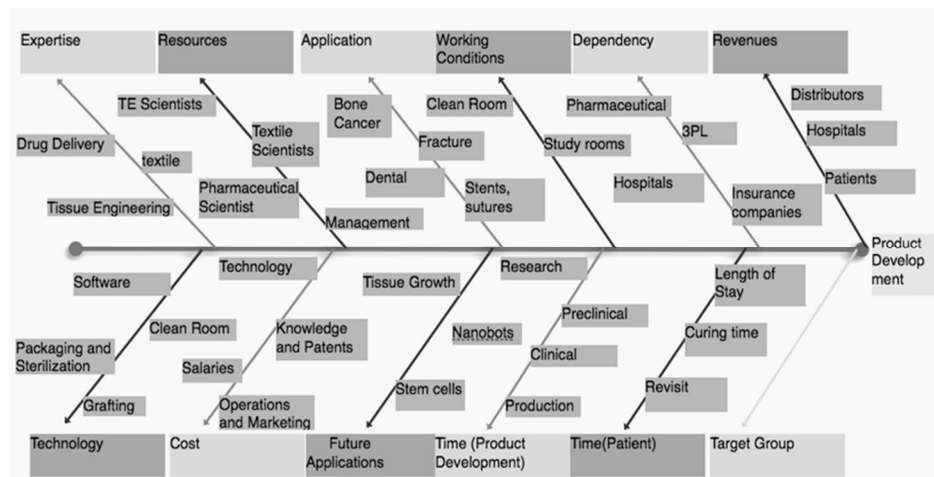 Expertise
Resources
Application
Working
Conditions
Dependency
Revenues
TE Scientists
Bone
Cancer
Clean Room
Pharmaceutical
Distributors
Drug Delivery
textile
Textile
Scientists
Fracture
Study rooms
3PL
Hospitals
Tissue Engineering
Pharmaceutical
Scientist
Management
Dental
Stents,
sutures
Hospitals
Insurance
companies
Patients
Product
Develop
ment
Software
Technology
Tissue Growth
Research
Length of
Stay
Clean Room
Knowledge
and Patents
Nanobots
Preclinical
Curing time
Packaging and
Sterilization
Salaries
Clinical
Grafting
Operations
and Marketing
Stem cells
Production
Revisit
Technology
Cost
Future
Applications
Time (Product
Development)
Time(Patient)
Target Group